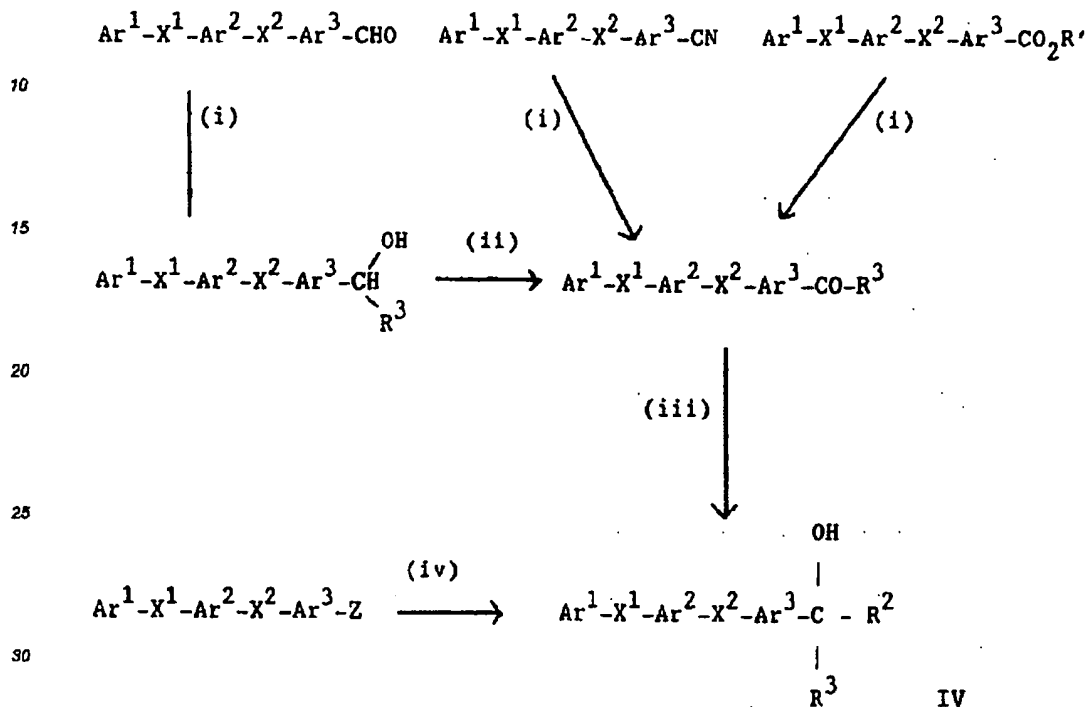 Ar¹-X¹-Ar²-X²-Ar³-CHO Ar¹-X¹-Ar²-X²-Ar³-CN Ar¹-X¹-Ar²-X²-Ar³-CO₂R'
10
(i) (i) (i)
15
OH
(ii)
Ar¹-X¹-Ar²-X²-Ar³-CH Ar¹-X¹-Ar²-X²-Ar³-CO-R³
R³
20
(iii)
25
OH
(iv)
Ar¹-X¹-Ar²-X²-Ar³-Z Ar¹-X¹-Ar²-X²-Ar³-C - R²
30
R³ IV